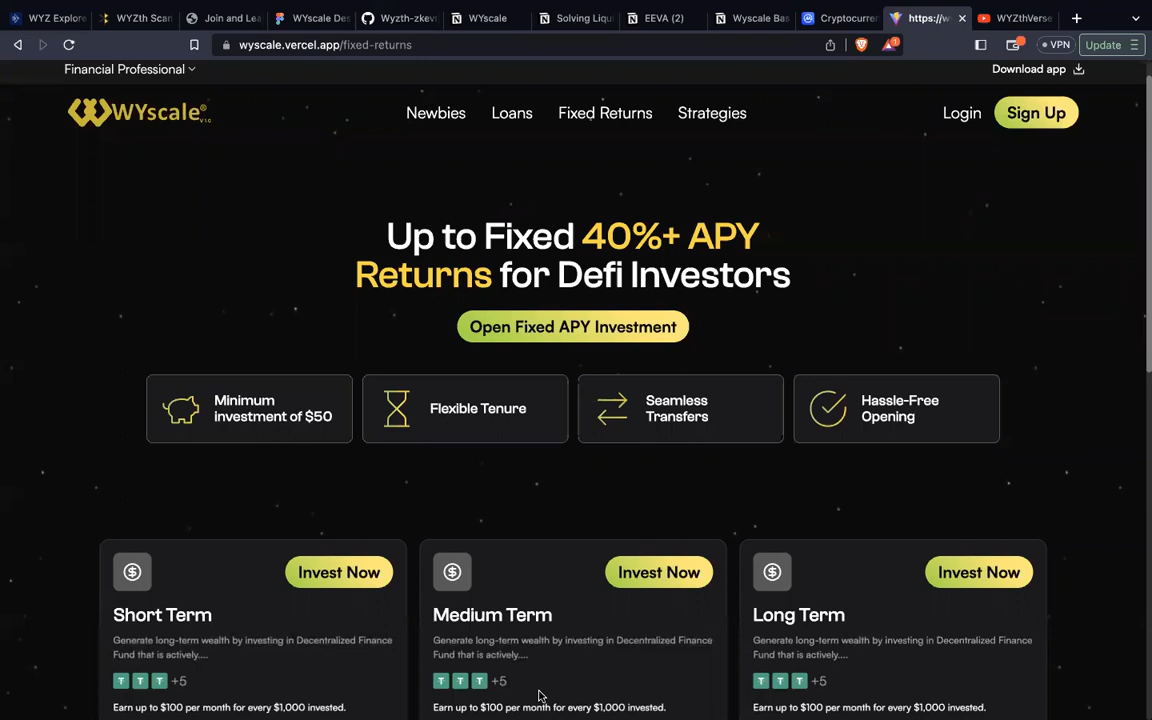 WYZ Explore
WYZth Scan
Join and Lea
WYscale Des
Wyzth-zkev
WYscale
Solving Liqu
EEVA (2)
Wyscale Bas
Cryptocurre
https://w
WYZthVerse
wyscale.vercel.app/fixed-returns
VPN
Update
Financial Professional
Download app
WYscale®
V 1.0
Newbies
Loans
Fixed Returns
Strategies
Login
Sign Up
Up to Fixed 40%+ APY
Returns for Defi Investors
Open Fixed APY Investment
Minimum
investment of $50
Flexible Tenure
Seamless
Transfers
Hassle-Free
Opening
Invest Now
Short Term
Generate long-term wealth by investing in Decentralized Finance
Fund that is actively....
T T T +5
Earn up to $100 per month for every $1,000 invested.
Invest Now
Medium Term
Generate long-term wealth by investing in Decentralized Finance
Fund that is actively....
T T T +5
Earn up to $100 per month for every $1,000 invested.
Invest Now
Long Term
Generate long-term wealth by investing in Decentralized Finance
Fund that is actively....
T T T +5
Earn up to $100 per month for every $1,000 invested.